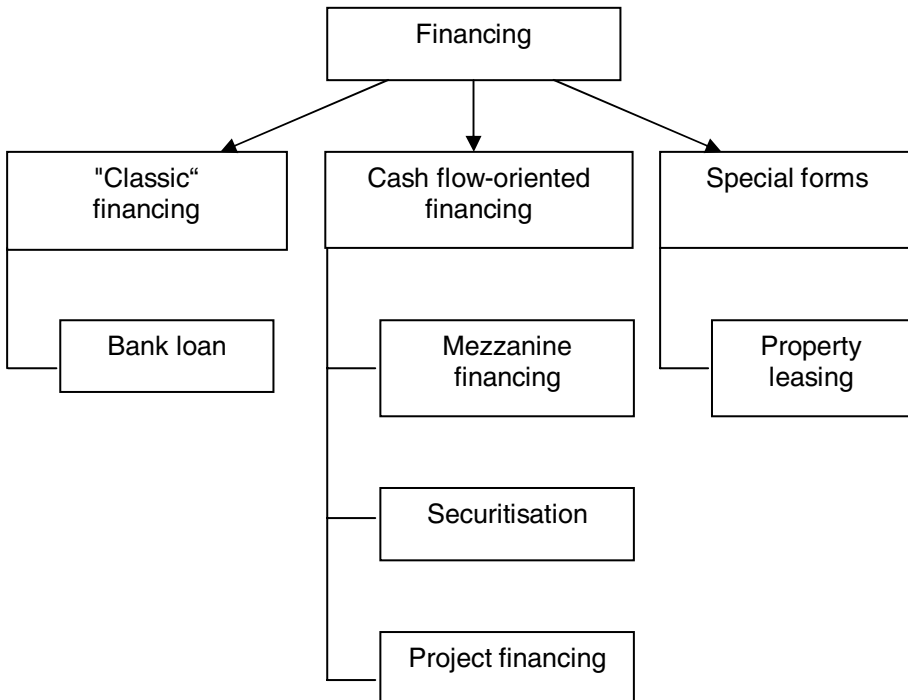 Financing
"Classic“
financing
Cash flow-oriented
financing
Special forms
Bank loan
Mezzanine
financing
Property
leasing
Securitisation
Project financing